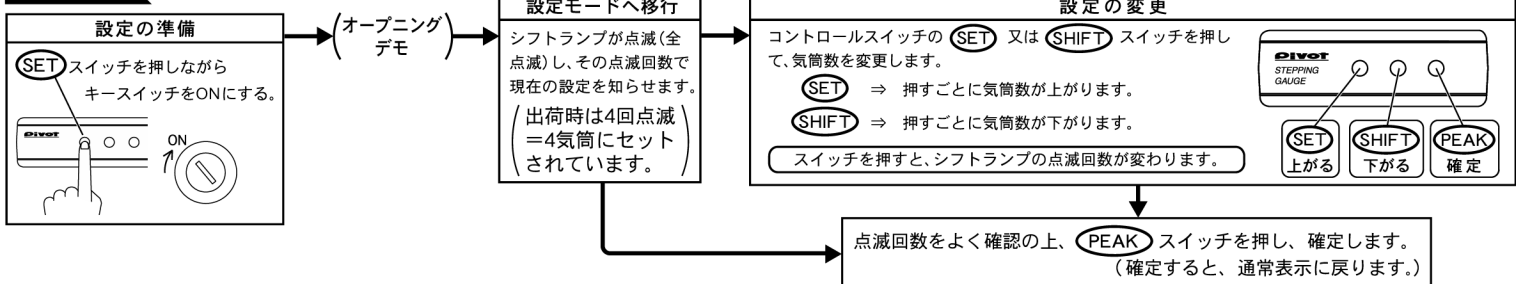 設定の準備
SET スイッチを押しながら
キースイッチをONにする。
Pivot
ON
オープニング
デモ
設定モードへ移行
シフトランプが点滅(全
点滅)し、その点滅回数で
現在の設定を知らせます。
(出荷時は4回点滅
=4気筒にセット
されています。)
設定の変更
コントロールスイッチの SET 又は SHIFT スイッチを押し
て、気筒数を変更します。
SET ⇒ 押すごとに気筒数が上がります。
SHIFT ⇒ 押すごとに気筒数が下がります。
スイッチを押すと、シフトランプの点滅回数が変わります。
Pivot
STEPPING
GAUGE
SET
上がる
SHIFT
下がる
PEAK
確定
点滅回数をよく確認の上、 PEAK スイッチを押し、確定します。
(確定すると、通常表示に戻ります。)